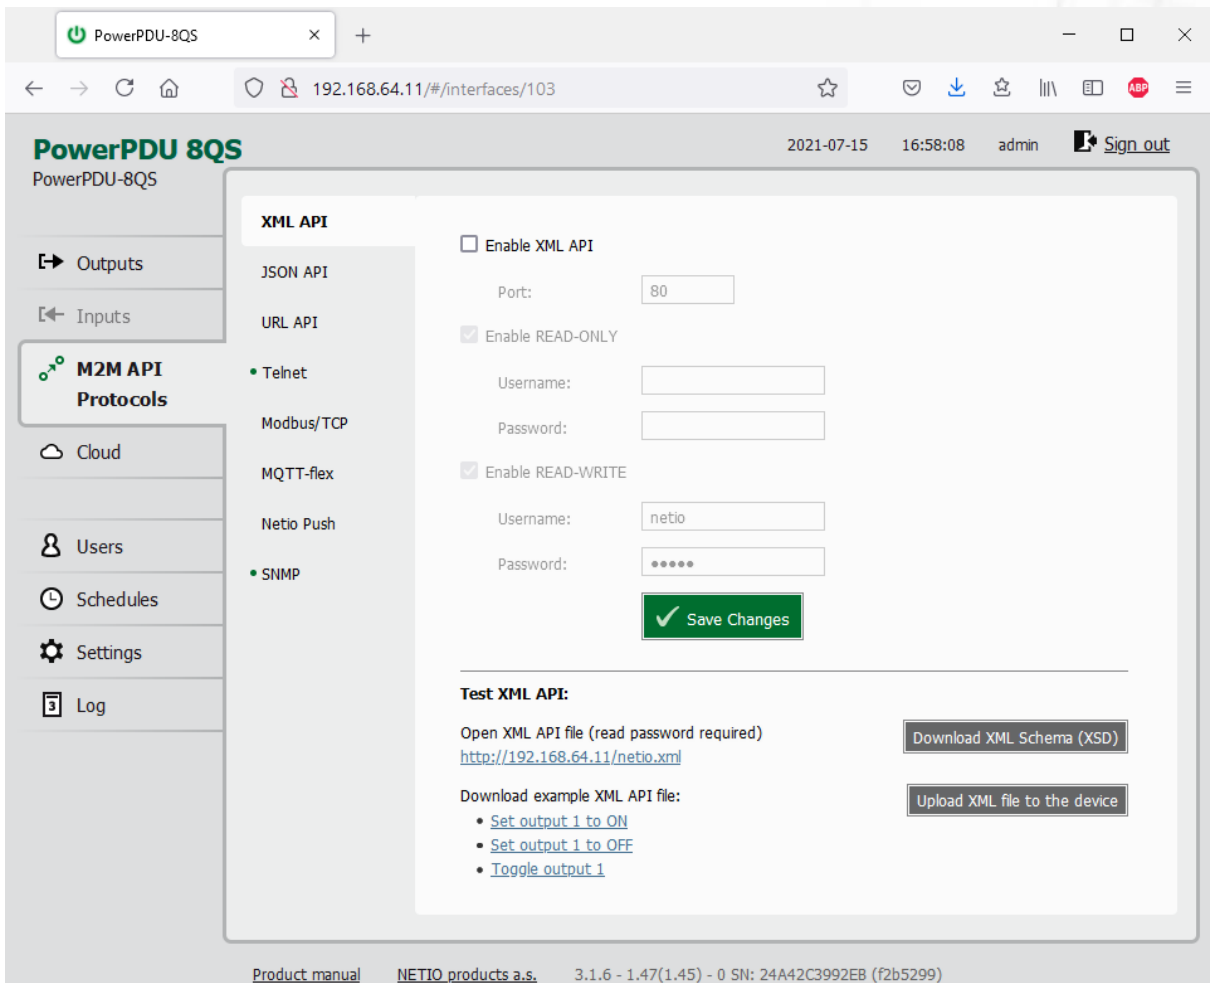 PowerPDU-8QS
192.168.64.11/#/interfaces/103
ABP
PowerPDU 8QS
PowerPDU-8QS
2021-07-15 16:58:08 admin Sign out
Outputs
Inputs
M2M API
Protocols
Cloud
Users
Schedules
Settings
3 Log
XML API
JSON API
URL API
• Telnet
Modbus/TCP
MQTT-flex
Netio Push
• SNMP
Enable XML API
Port: 80
Enable READ-ONLY
Username:
Password:
Enable READ-WRITE
Username: netio
Password: •••••
Save Changes
Test XML API:
Open XML API file (read password required)
http://192.168.64.11/netio.xml
Download XML Schema (XSD)
Download example XML API file:
Upload XML file to the device
• Set output 1 to ON
• Set output 1 to OFF
• Toggle output 1
Product manual NETIO products a.s. 3.1.6 - 1.47(1.45) - 0 SN: 24A42C3992EB (f2b5299)